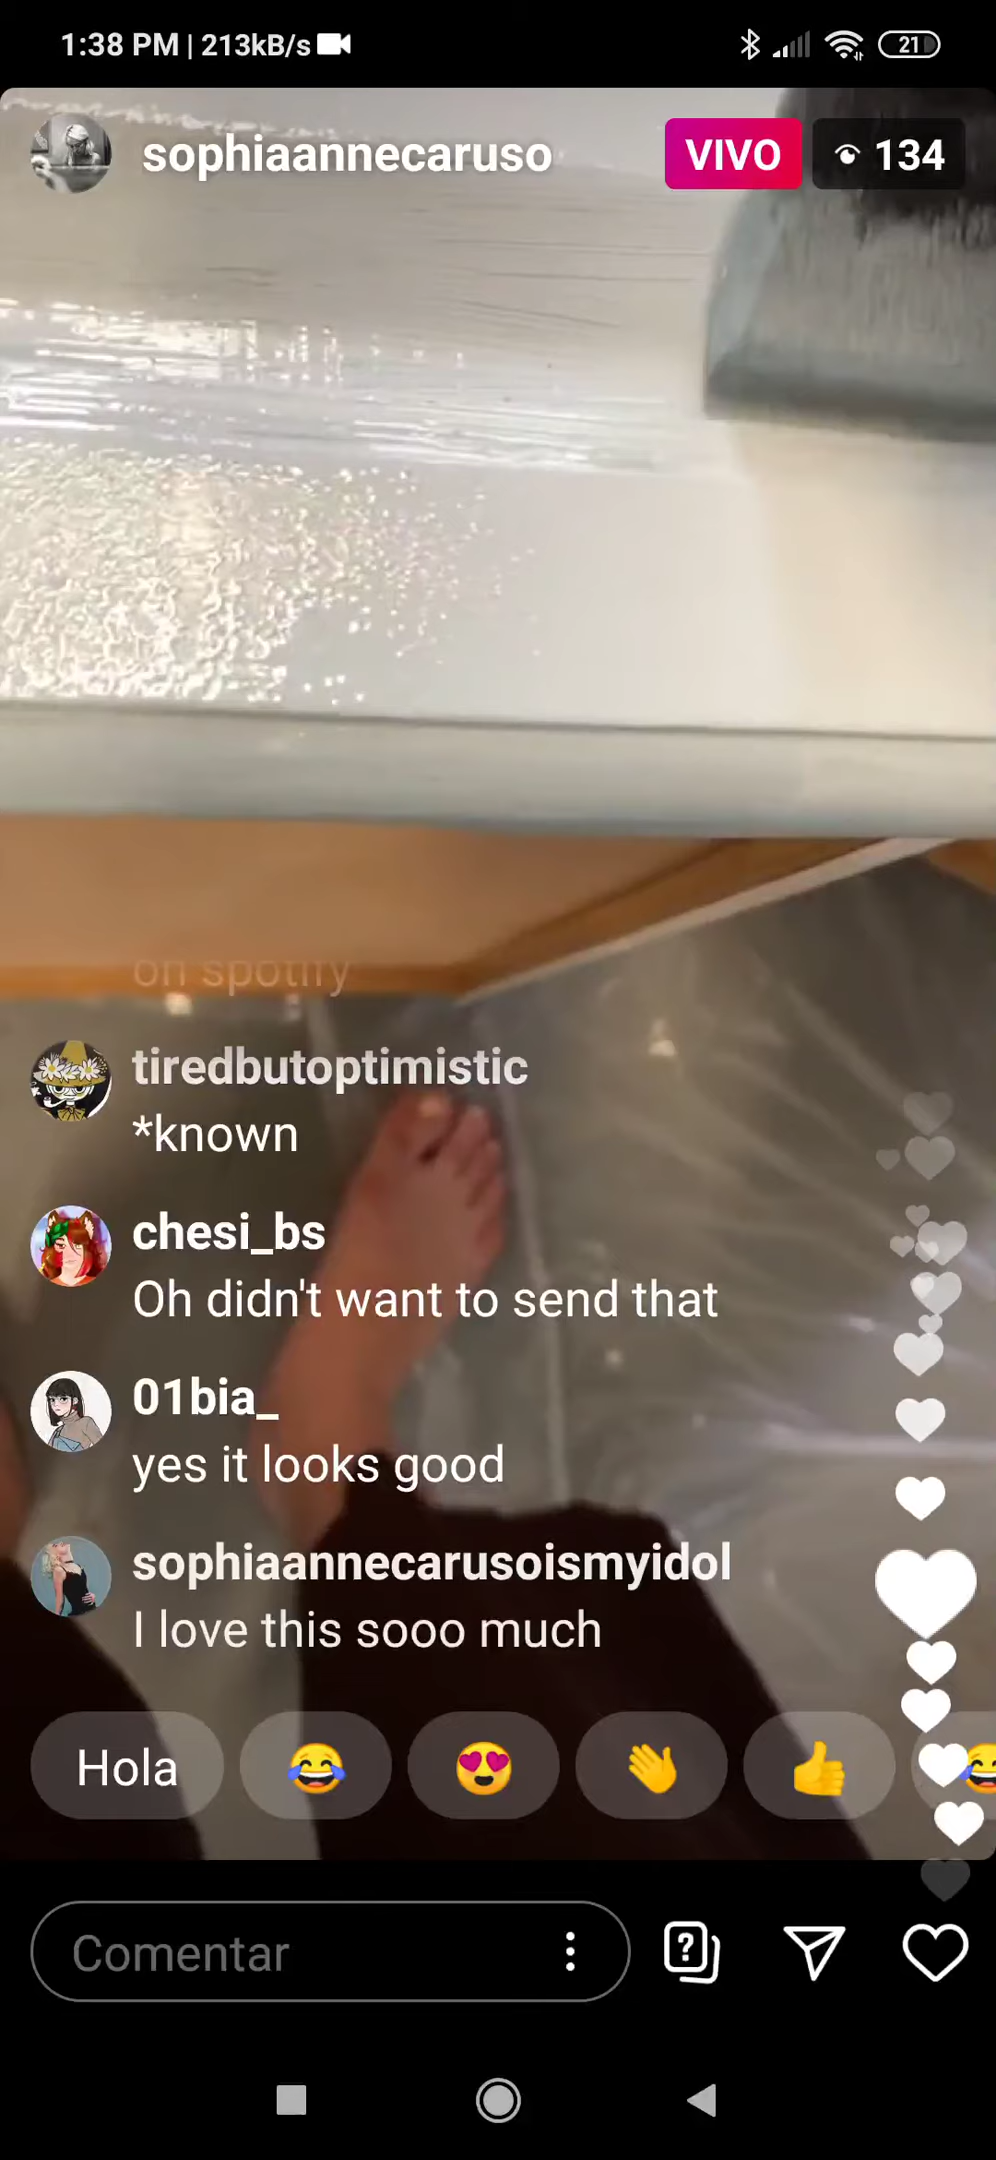 1:38 PM | 213kB/s 21
sophiaannecaruso VIVO 134
on spotify
tiredbutoptimistic
*known
chesi_bs
Oh didn't want to send that
01bia_
yes it looks good
sophiaannecarusoismyidol
I love this sooo much
Hola
Comentar